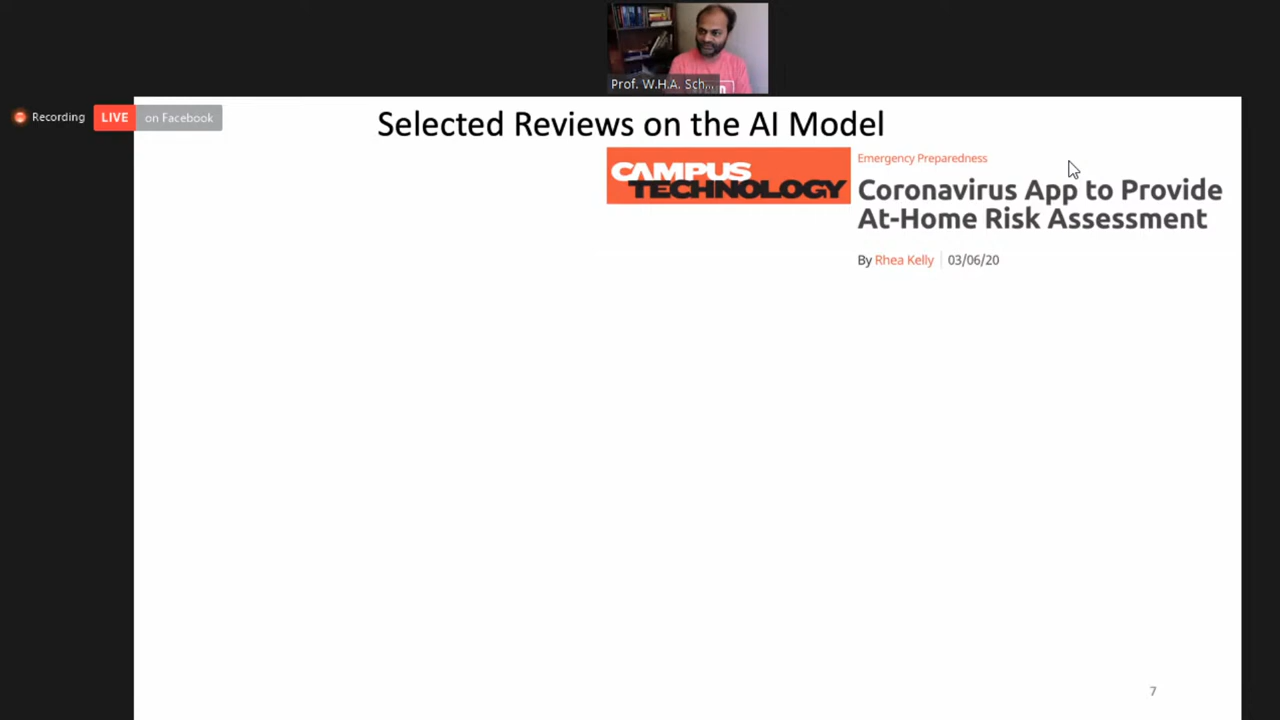 Prof. W.H.A. Sch...
Recording
LIVE
on Facebook
Selected Reviews on the AI Model
CAMPUS
TECHNOLOGY
Emergency Preparedness
Coronavirus App to Provide
At-Home Risk Assessment
By Rhea Kelly | 03/06/20
7